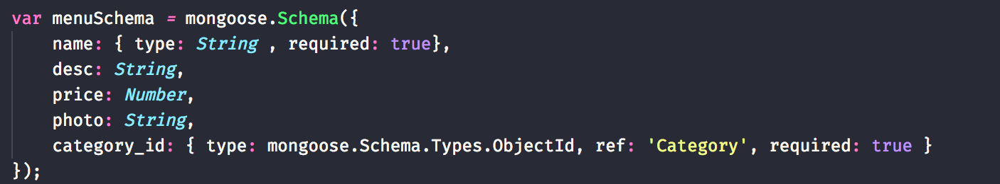 var menuSchema = mongoose.Schema({
    name: { type: String , required: true},
    desc: String,
    price: Number,
    photo: String,
    category_id: { type: mongoose.Schema.Types.ObjectId, ref: 'Category', required: true }
});